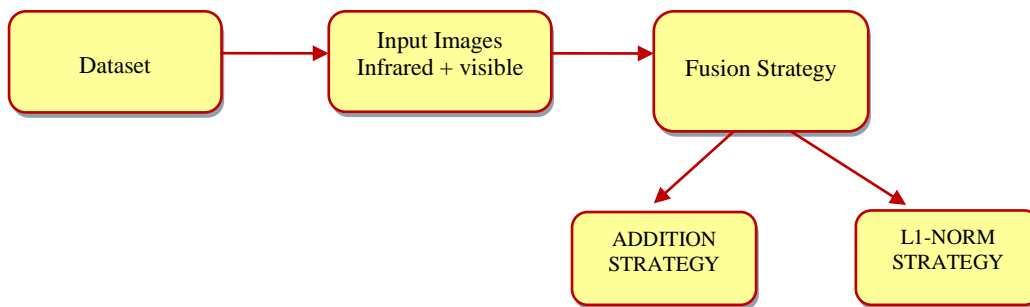 Dataset
Input Images
Infrared + visible
Fusion Strategy
ADDITION
STRATEGY
L1-NORM
STRATEGY